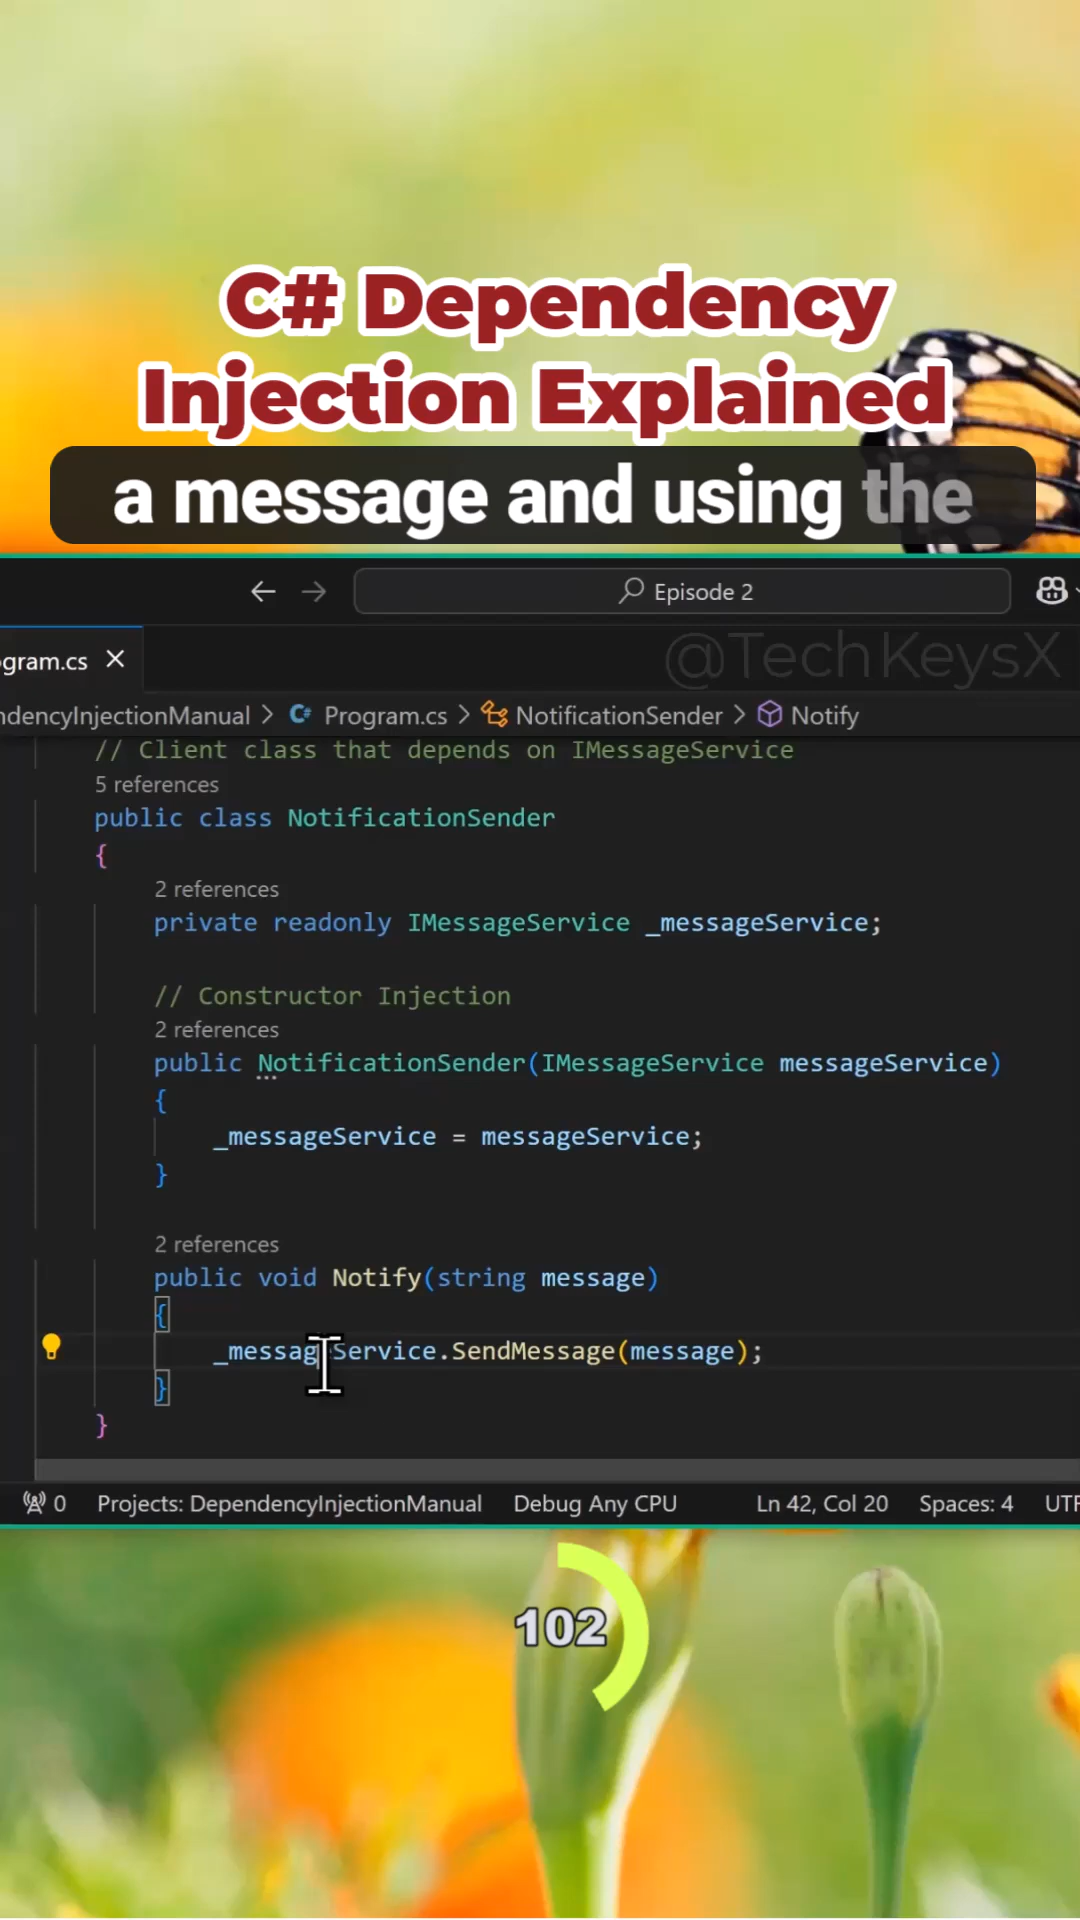 C# Dependency
Injection Explained
a message and using the
Episode 2
gram.cs
@TechKeysX
ndencyInjectionManual > C# Program.cs > NotificationSender > Notify
// Client class that depends on IMessageService
5 references
public class NotificationSender
{
2 references
private readonly IMessageService _messageService;
// Constructor Injection
2 references
public NotificationSender(IMessageService messageService)
{
_messageService = messageService;
}
2 references
public void Notify(string message)
{
_messageService.SendMessage(message);
}
}
0 Projects: DependencyInjectionManual Debug Any CPU Ln 42, Col 20 Spaces: 4 UTF
102